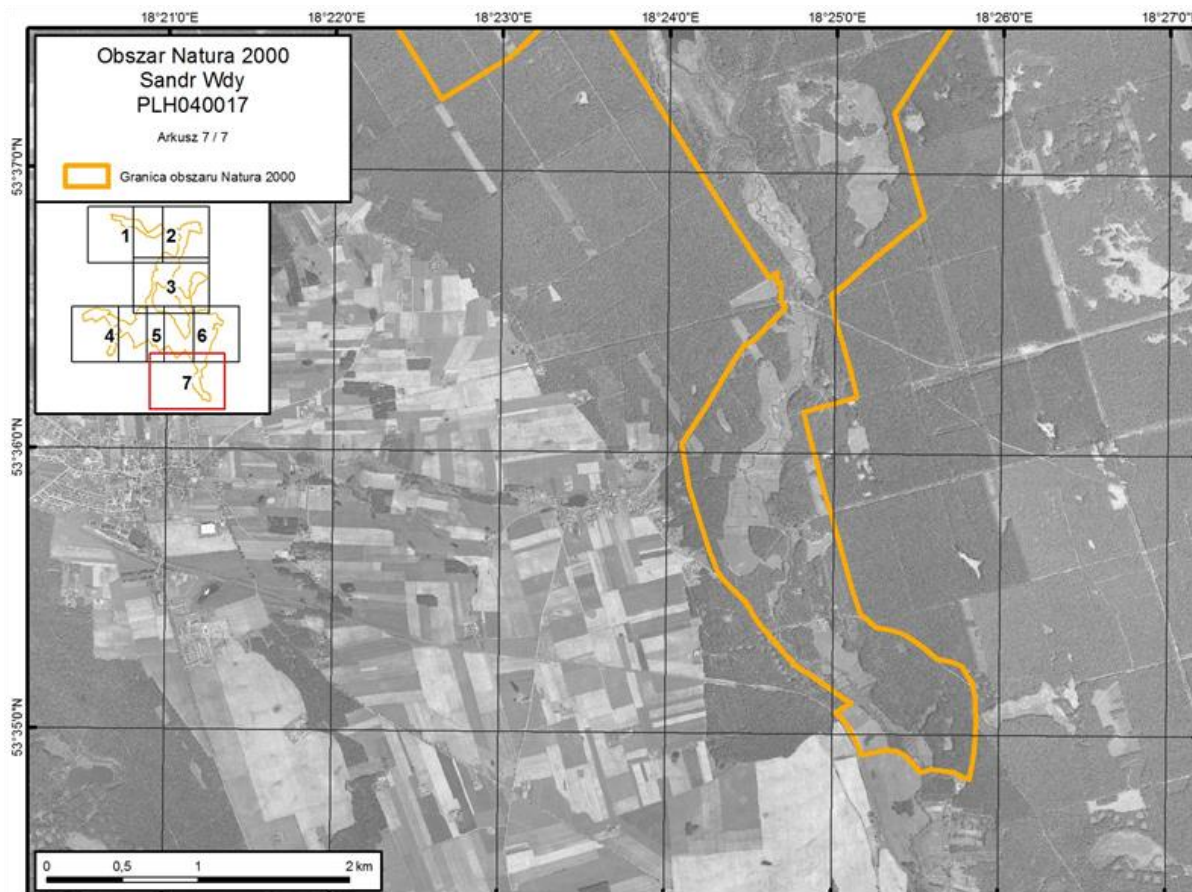 18°21'0"E 18°22'0"E 18°23'0"E 18°24'0"E 18°25'0"E 18°26'0"E 18°27'0"E
Obszar Natura 2000
Sandr Wdy
PLH040017
Arkusz 7 / 7
Granica obszaru Natura 2000
53°37'0"N
1 2
3
4 5 6
7
53°36'0"N
53°35'0"N
0 0,5 1 2 km